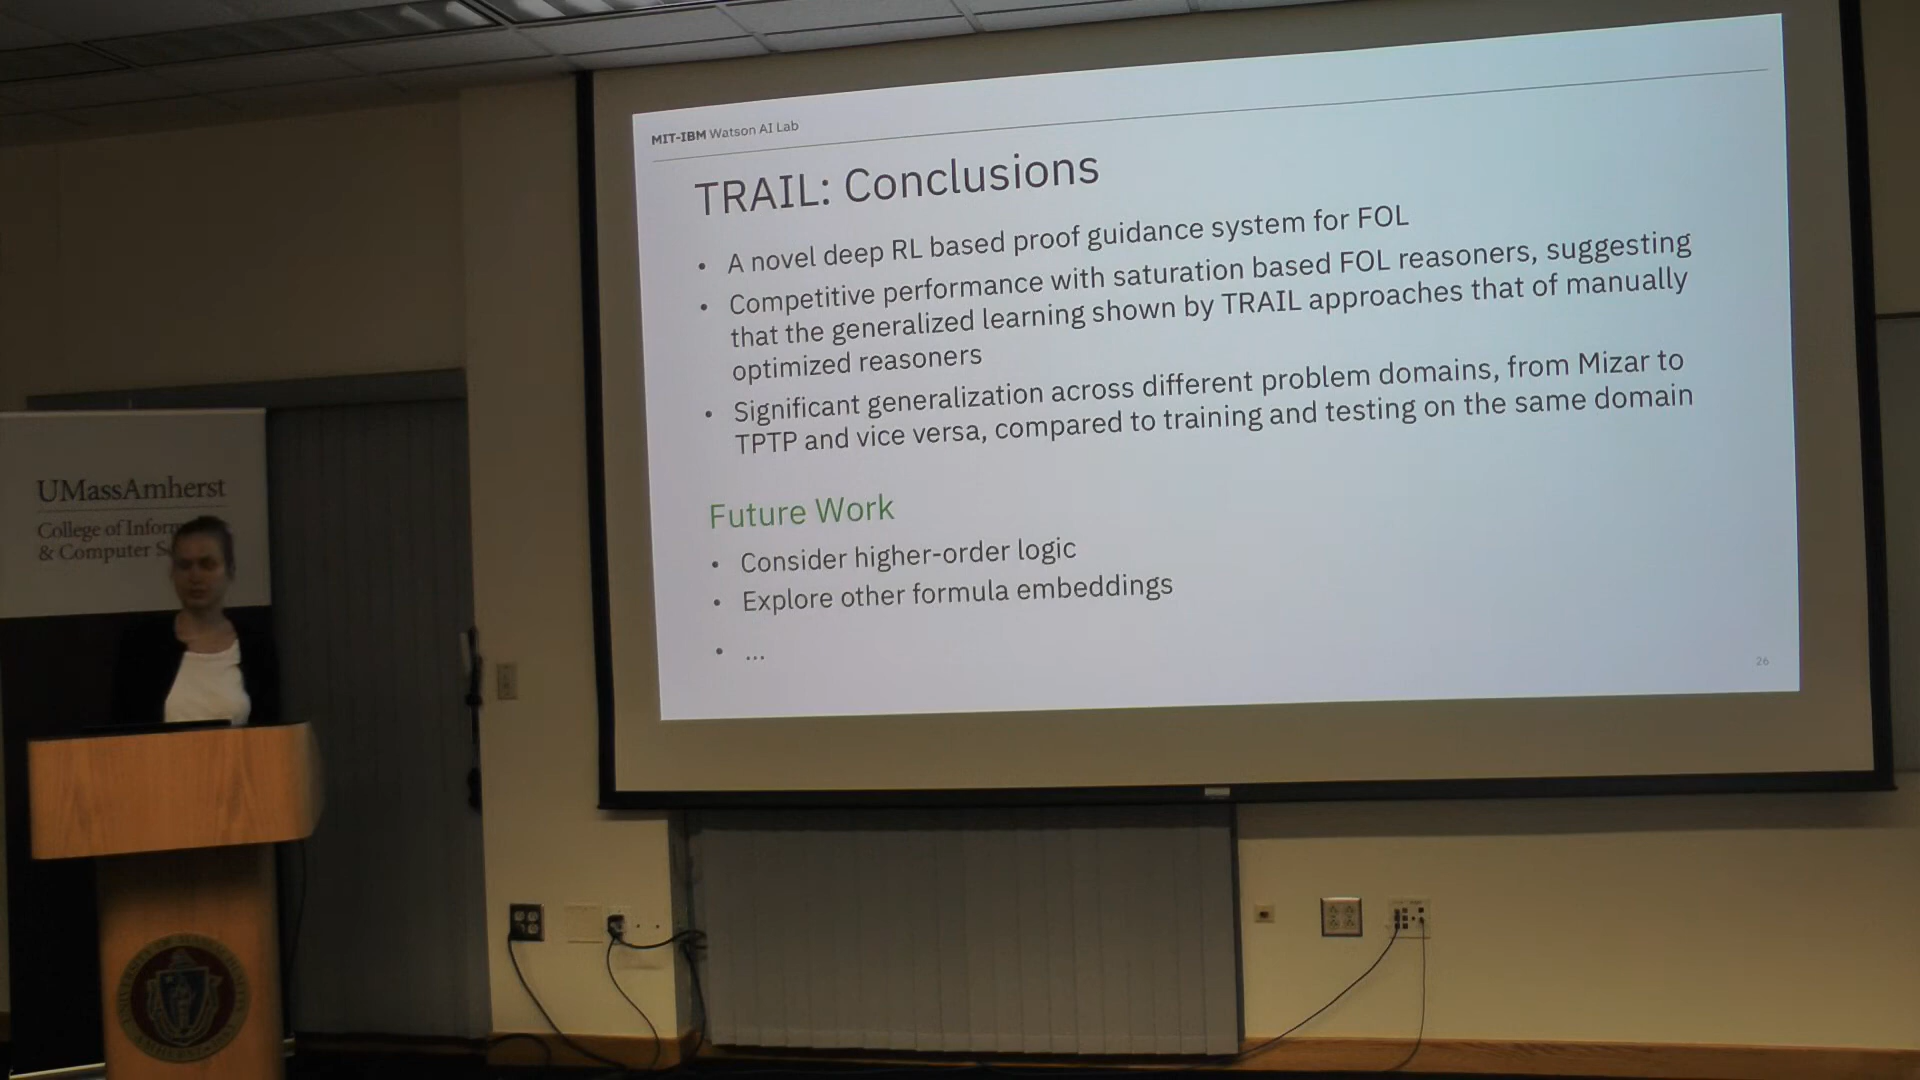 MIT-IBM Watson AI Lab
TRAIL: Conclusions
• A novel deep RL based proof guidance system for FOL
• Competitive performance with saturation based FOL reasoners, suggesting
that the generalized learning shown by TRAIL approaches that of manually
optimized reasoners
• Significant generalization across different problem domains, from Mizar to
TPTP and vice versa, compared to training and testing on the same domain
Future Work
• Consider higher-order logic
• Explore other formula embeddings
• ...
26
UMassAmherst
College of Infor
& Computer S